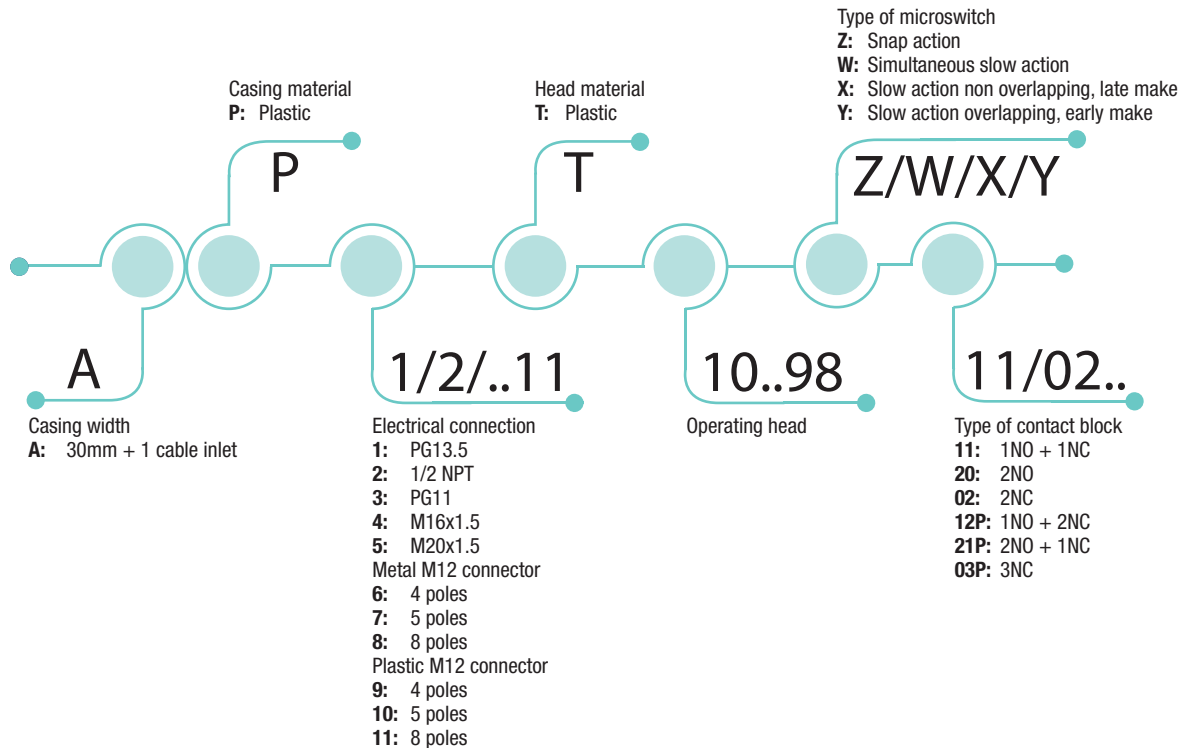 Type of microswitch
Z: Snap action
W: Simultaneous slow action
X: Slow action non overlapping, late make
Y: Slow action overlapping, early make
Casing material
P: Plastic
Head material
T: Plastic
P
T
Z/W/X/Y
A
1/2/..11
10..98
11/02..
Casing width
A: 30mm + 1 cable inlet
Electrical connection
1: PG13.5
2: 1/2 NPT
3: PG11
4: M16x1.5
5: M20x1.5
Metal M12 connector
6: 4 poles
7: 5 poles
8: 8 poles
Plastic M12 connector
9: 4 poles
10: 5 poles
11: 8 poles
Operating head
Type of contact block
11: 1NO + 1NC
20: 2NO
02: 2NC
12P: 1NO + 2NC
21P: 2NO + 1NC
03P: 3NC